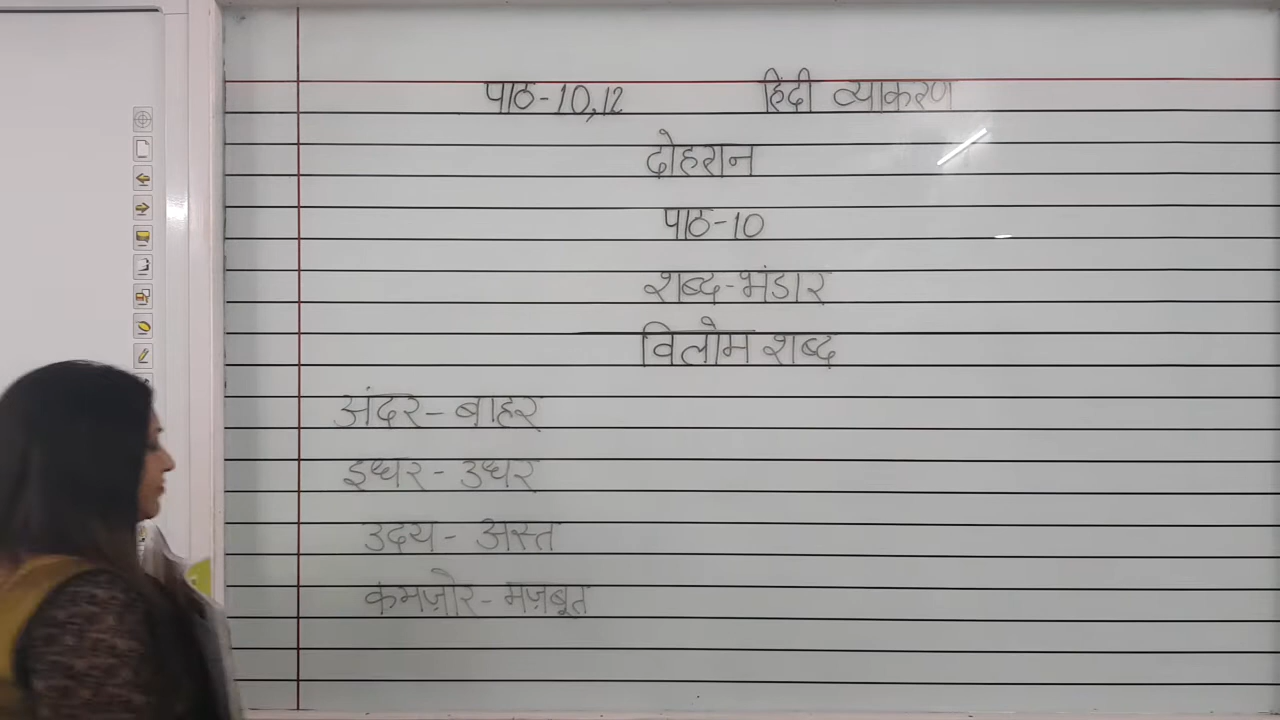 पाठ-10,12 हिंदी व्याकरण
दोहरान
पाठ-10
शब्द-भंडार
विलोम शब्द
अंदर- बाहर
इधर- उधर
उदय- अस्त
कमज़ोर- मज़बूत